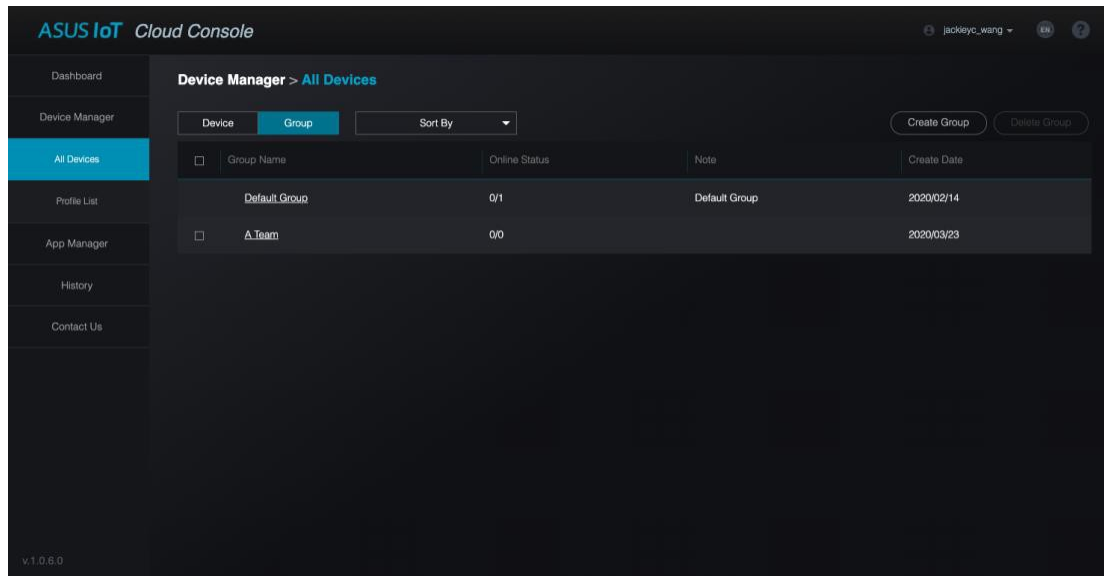 ASUS IoT Cloud Console
jackieyc_wang
EN
?
Dashboard
Device Manager
All Devices
Profile List
App Manager
History
Contact Us
v.1.0.6.0
Device Manager > All Devices
Device Group Sort By Create Group Delete Group
Group Name Online Status Note Create Date
Default Group 0/1 Default Group 2020/02/14
A Team 0/0 2020/03/23